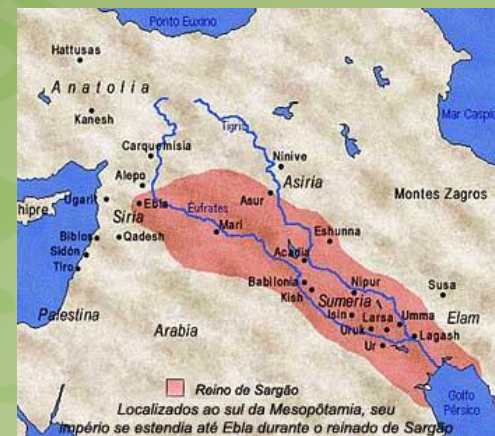 Ponto Euxino
Hattusas
Anatolia
Kanesh
Mar Caspio
Tigris
Carquemísia
Ninive
Alepo
Asiria
Ugarit
Ebla
Asur
Montes Zagros
hipre
Siria
Eufrates
Mari
Eshunna
Biblos
Qadesh
Sidón
Acadia
Tiro
Babilonia
Nipur
Susa
Kish
Sumeria
Palestina
Isin
Larsa
Umma
Elam
Arabia
Uruk
Lagash
Ur
Reino de Sargão
Golfo
Pérsico
Localizados ao sul da Mesopôtamia, seu
império se estendia até Ebla durante o reinado de Sargão